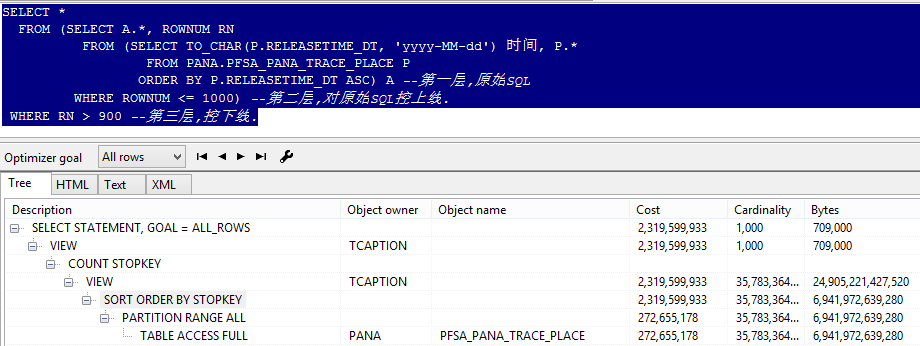 SELECT *
FROM (SELECT A.*, ROWNUM RN
FROM (SELECT TO_CHAR(P.RELEASETIME_DT, 'yyyy-MM-dd') 时间, P.*
FROM PANA.PFSA_PANA_TRACE_PLACE P
ORDER BY P.RELEASETIME_DT ASC) A --第一层,原始SQL
WHERE ROWNUM <= 1000) --第二层,对原始SQL挖上线.
WHERE RN > 900 --第三层,挖下线.
Optimizer goal All rows
Tree HTML Text XML
Description Object owner Object name Cost Cardinality Bytes
SELECT STATEMENT, GOAL = ALL_ROWS 2,319,599,933 1,000 709,000
VIEW TCAPTION 2,319,599,933 1,000 709,000
COUNT STOPKEY
VIEW TCAPTION 2,319,599,933 35,783,364... 24,905,221,427,520
SORT ORDER BY STOPKEY 2,319,599,933 35,783,364... 6,941,972,639,280
PARTITION RANGE ALL 272,655,178 35,783,364... 6,941,972,639,280
TABLE ACCESS FULL PANA PFSA_PANA_TRACE_PLACE 272,655,178 35,783,364... 6,941,972,639,280